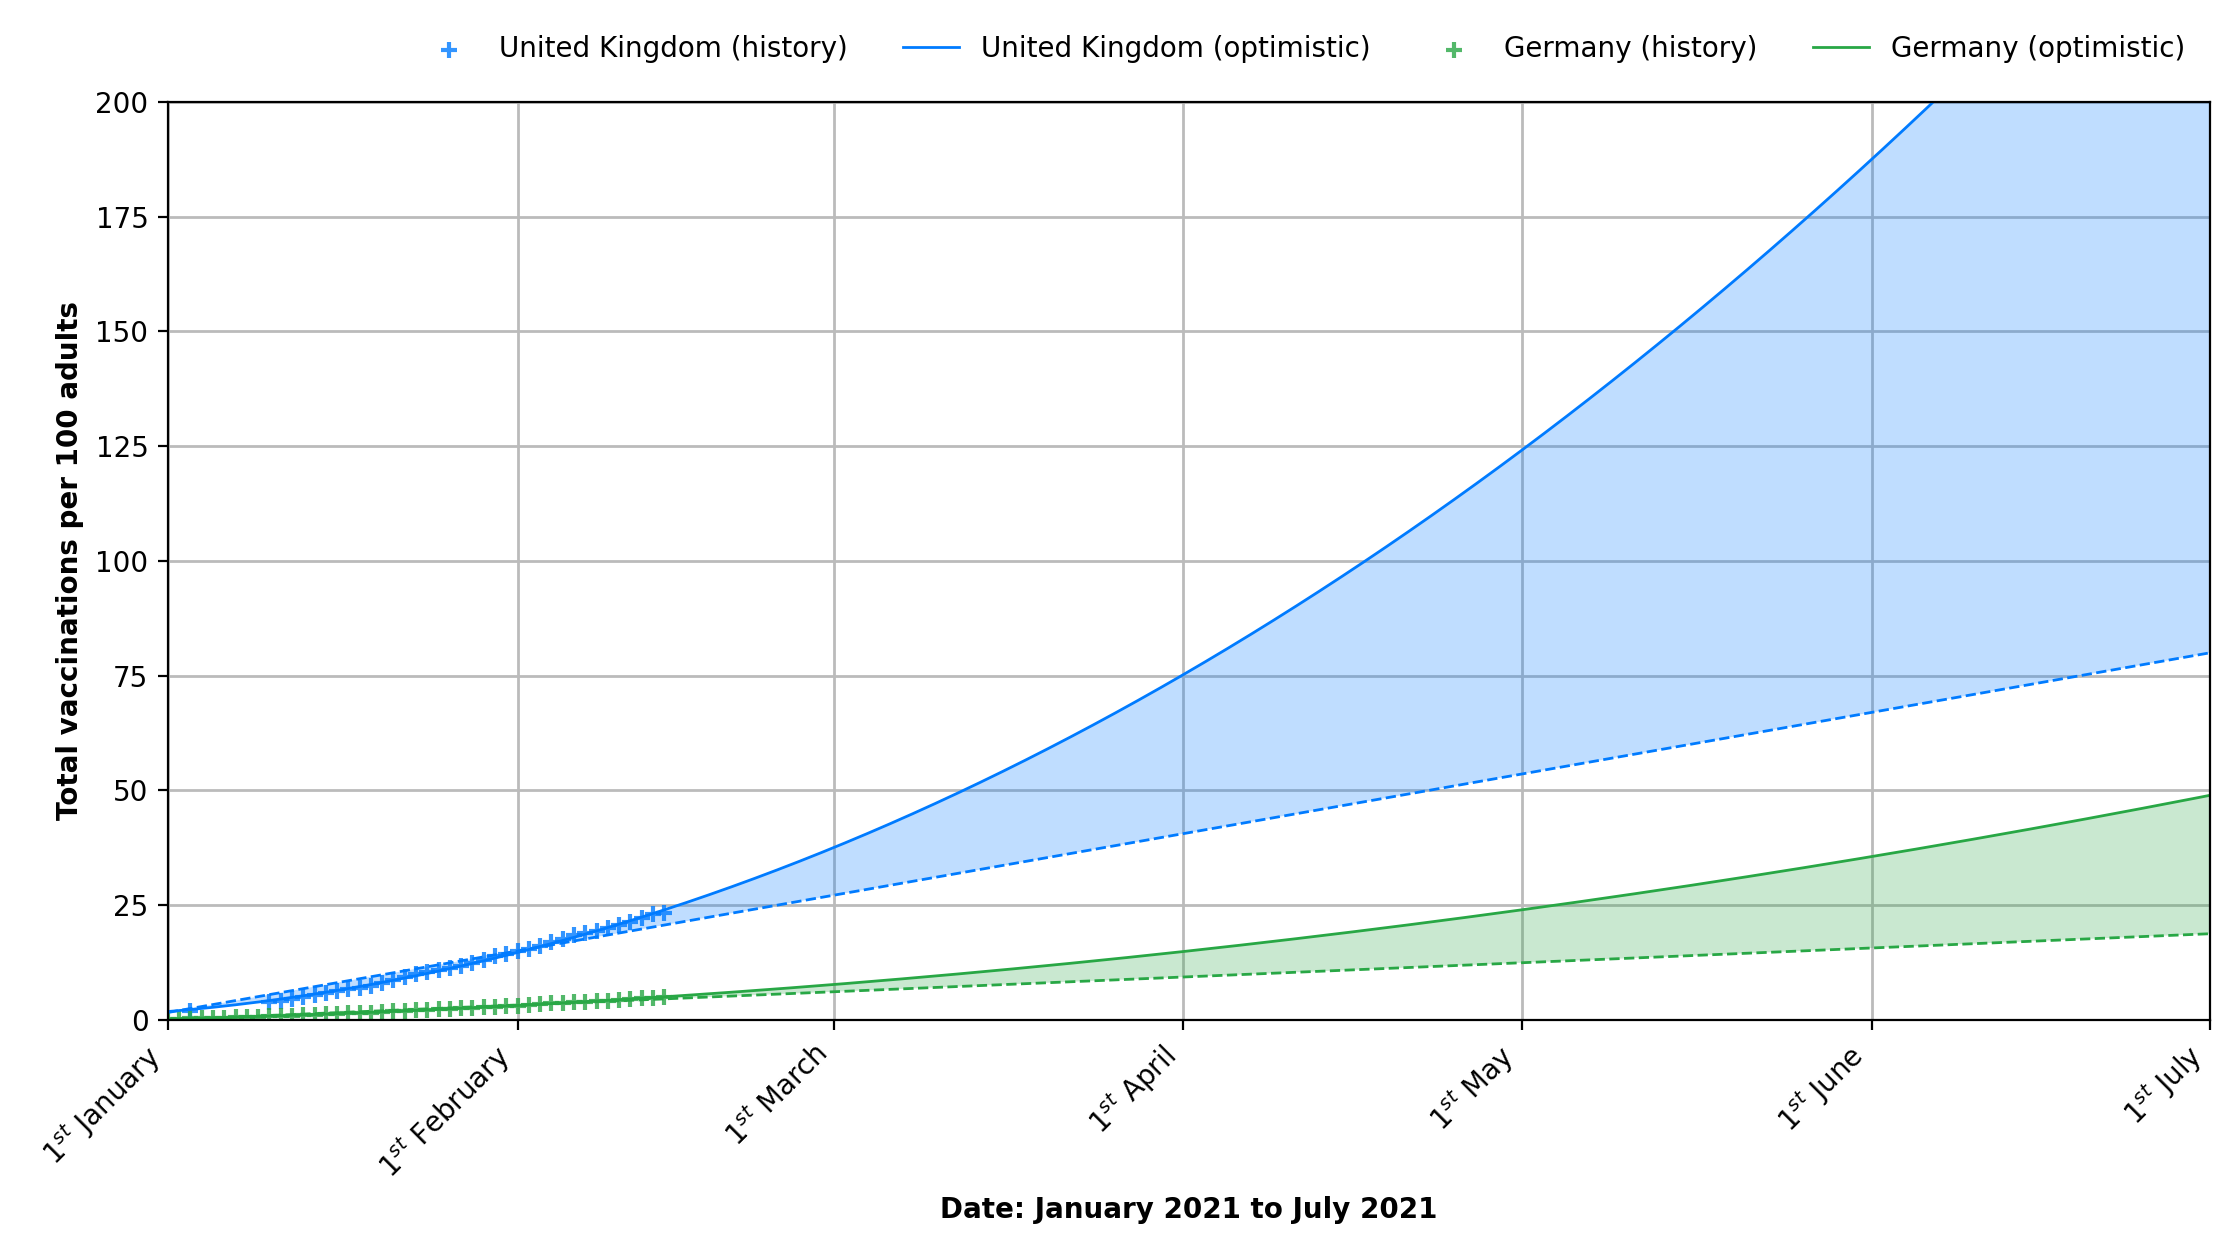 United Kingdom (history) United Kingdom (optimistic) Germany (history) Germany (optimistic)
200
175
150
125
100
75
50
25
0
Total vaccinations per 100 adults
1st January
1st February
1st March
1st April
1st May
1st June
1st July
Date: January 2021 to July 2021